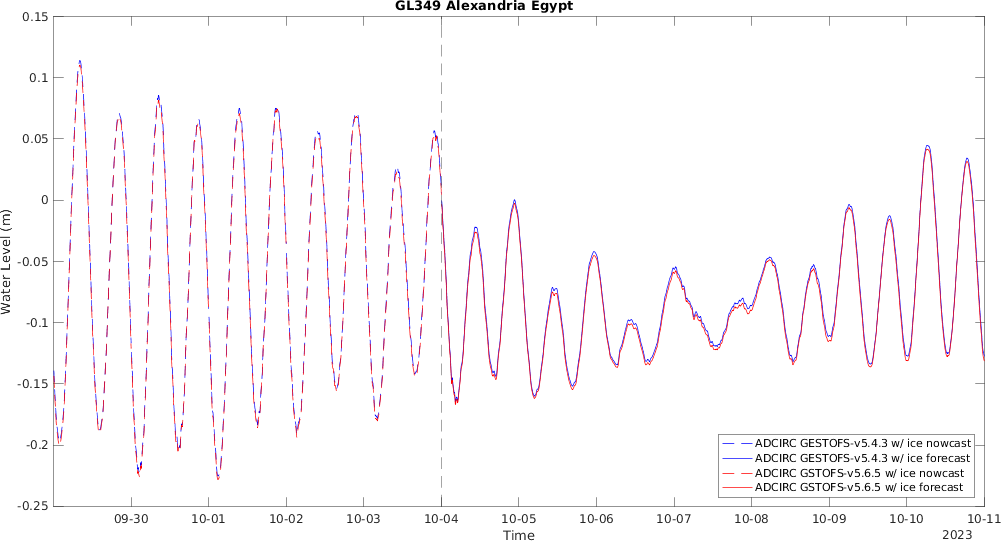 GL349 Alexandria Egypt
0.15
0.1
0.05
0
-0.05
-0.1
-0.15
-0.2
-0.25
Water Level (m)
ADCIRC GESTOFS-v5.4.3 w/ ice nowcast
ADCIRC GESTOFS-v5.4.3 w/ ice forecast
ADCIRC GSTOFS-v5.6.5 w/ ice nowcast
ADCIRC GSTOFS-v5.6.5 w/ ice forecast
09-30 10-01 10-02 10-03 10-04 10-05 10-06 10-07 10-08 10-09 10-10 10-11
Time
2023